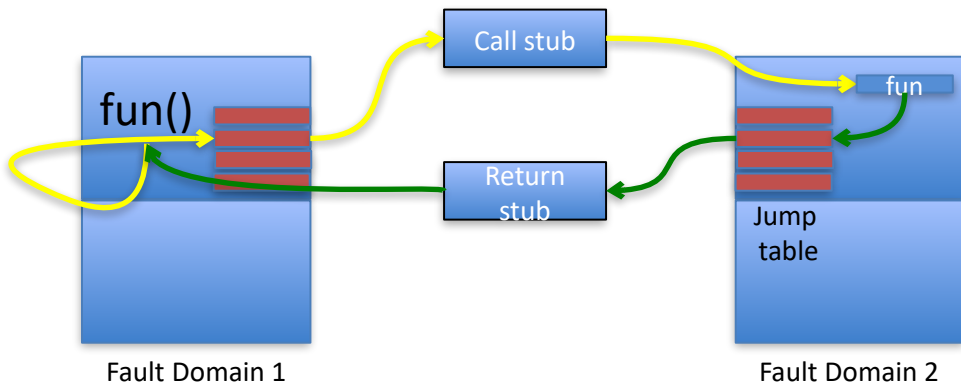 Call stub
fun()
fun
Return
stub
Jump
table
Fault Domain 1
Fault Domain 2